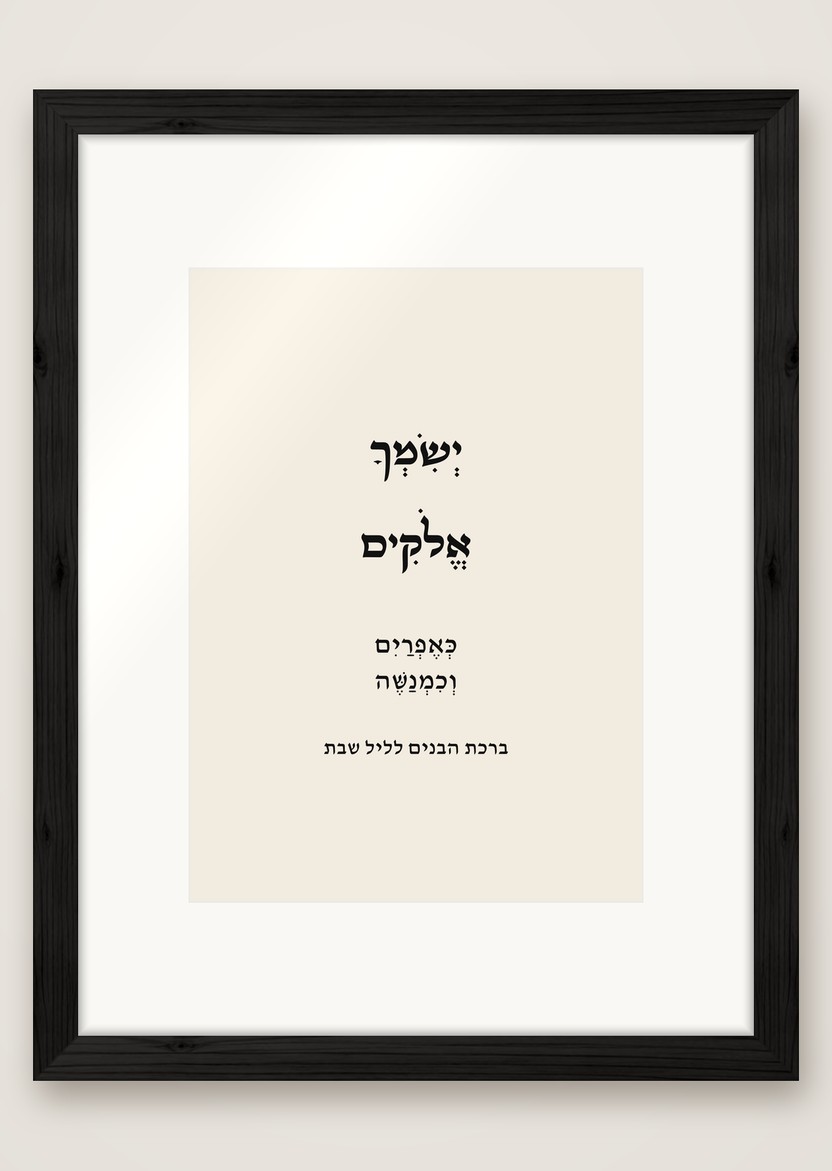 יְשִׂמְךָ
אֱלֹקִים
כְּאֶפְרַיִם
וְכִמְנַשֶּׁה
ברכת הבנים לליל שבת